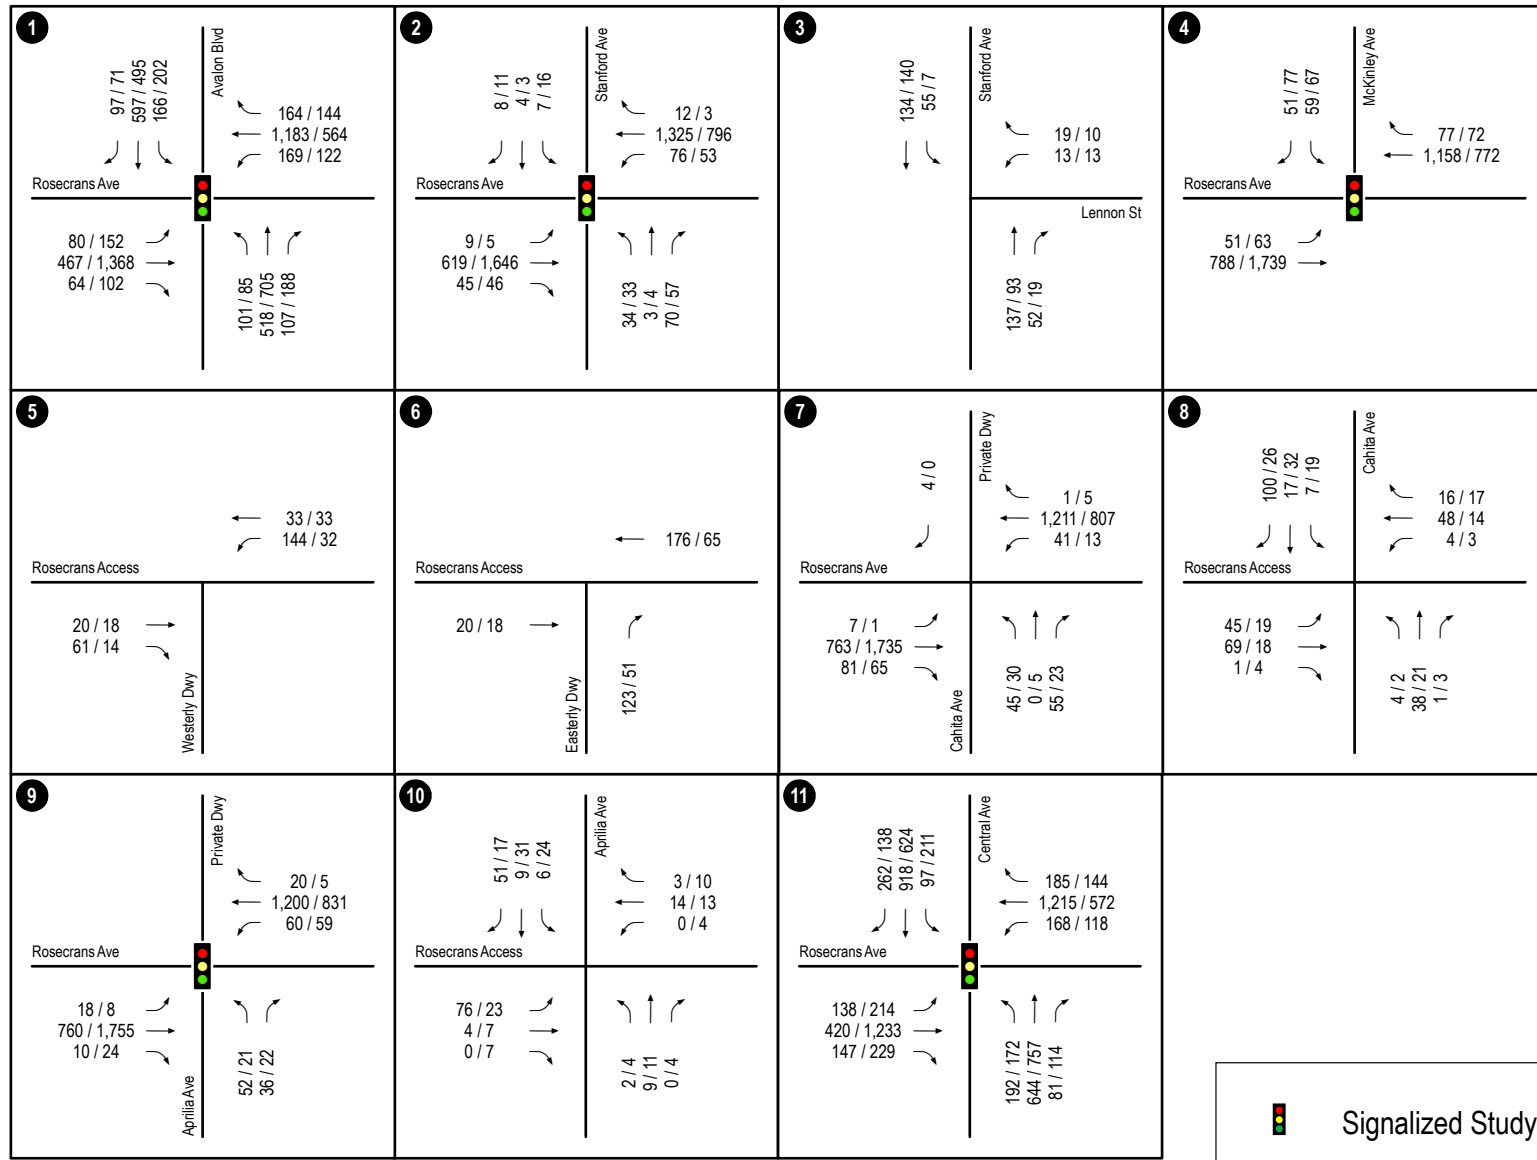 1
Avalon Blvd
97 / 71
597 / 495
166 / 202
164 / 144
1,183 / 564
169 / 122
Rosecrans Ave
80 / 152
467 / 1,368
64 / 102
101 / 85
518 / 705
107 / 188
2
Stanford Ave
8 / 11
4 / 3
7 / 16
12 / 3
1,325 / 796
76 / 53
Rosecrans Ave
9 / 5
619 / 1,646
45 / 46
34 / 33
3 / 4
70 / 57
3
Stanford Ave
134 / 140
55 / 7
19 / 10
13 / 13
Lennon St
137 / 93
52 / 19
4
McKinley Ave
51 / 77
59 / 67
77 / 72
1,158 / 772
Rosecrans Ave
51 / 63
788 / 1,739
5
33 / 33
144 / 32
Rosecrans Access
20 / 18
61 / 14
Westerly Dwy
6
176 / 65
Rosecrans Access
20 / 18
Easterly Dwy
123 / 51
7
Private Dwy
4 / 0
1 / 5
1,211 / 807
41 / 13
Rosecrans Ave
7 / 1
763 / 1,735
81 / 65
Cahita Ave
45 / 30
0 / 5
55 / 23
8
Cahita Ave
100 / 26
17 / 32
7 / 19
16 / 17
48 / 14
4 / 3
Rosecrans Access
45 / 19
69 / 18
1 / 4
4 / 2
38 / 21
1 / 3
9
Private Dwy
20 / 5
1,200 / 831
60 / 59
Rosecrans Ave
18 / 8
760 / 1,755
10 / 24
Aprilia Ave
52 / 21
36 / 22
10
Aprilia Ave
51 / 17
9 / 31
6 / 24
3 / 10
14 / 13
0 / 4
Rosecrans Access
76 / 23
4 / 7
0 / 7
2 / 4
9 / 11
0 / 4
11
Central Ave
262 / 138
918 / 624
97 / 211
185 / 144
1,215 / 572
168 / 118
Rosecrans Ave
138 / 214
420 / 1,233
147 / 229
192 / 172
644 / 757
81 / 114
Signalized Study